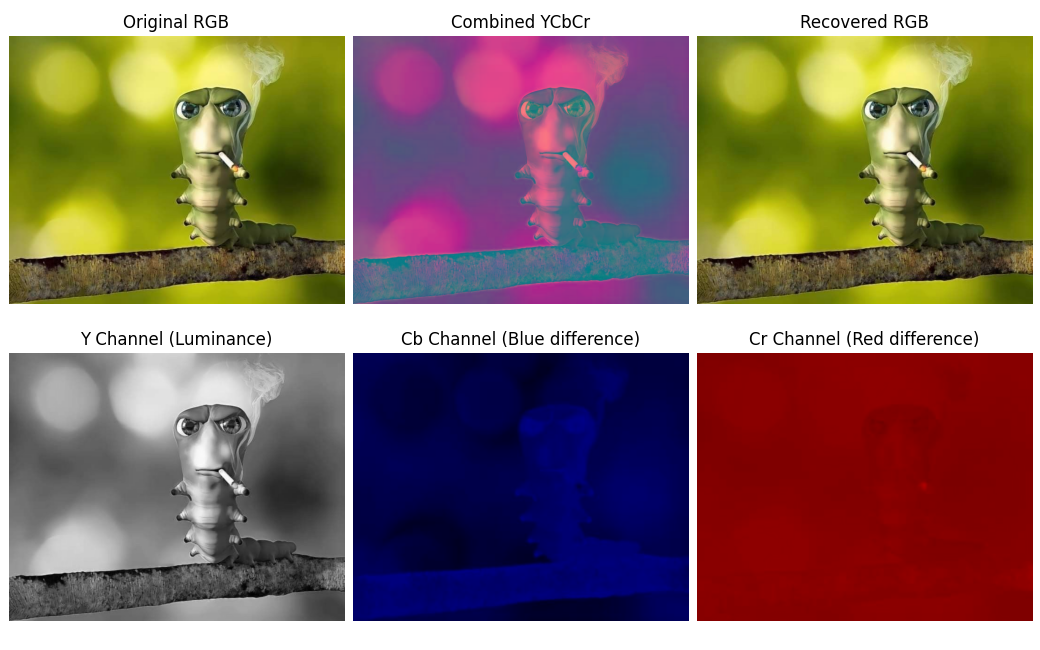 Original RGB
Combined YCbCr
Recovered RGB
Y Channel (Luminance)
Cb Channel (Blue difference)
Cr Channel (Red difference)